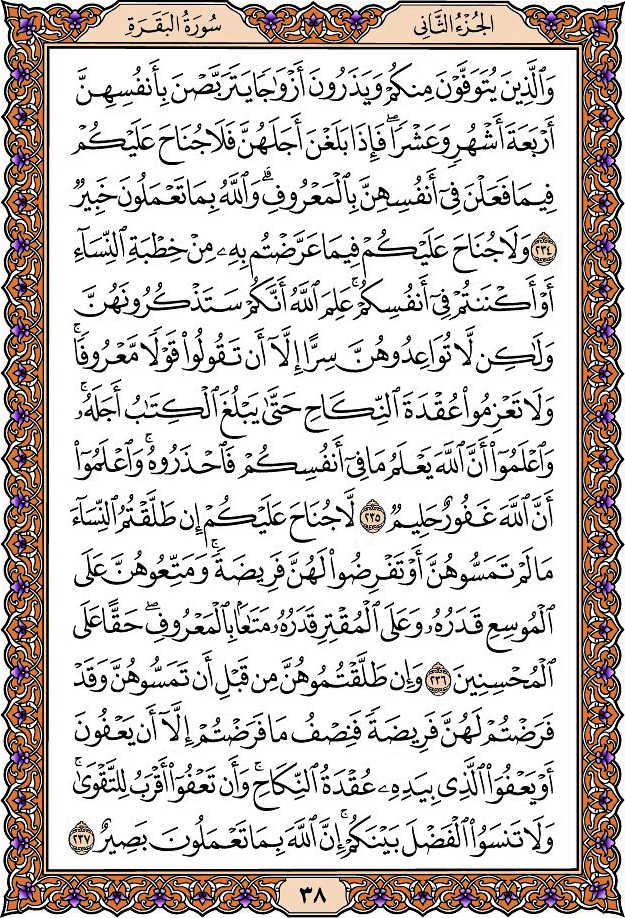 الجُزْءُ الثَّانِي
سُورَةُ البَقَرَةِ
وَٱلَّذِينَ يُتَوَفَّوْنَ مِنكُمْ وَيَذَرُونَ أَزْوَٰجًا يَتَرَبَّصْنَ بِأَنفُسِهِنَّ
أَرْبَعَةَ أَشْهُرٍ وَعَشْرًا ۖ فَإِذَا بَلَغْنَ أَجَلَهُنَّ فَلَا جُنَاحَ عَلَيْكُمْ
فِيمَا فَعَلْنَ فِىٓ أَنفُسِهِنَّ بِٱلْمَعْرُوفِ ۗ وَٱللَّهُ بِمَا تَعْمَلُونَ خَبِيرٌ
٢٣٤ وَلَا جُنَاحَ عَلَيْكُمْ فِيمَا عَرَّضْتُم بِهِۦ مِنْ خِطْبَةِ ٱلنِّسَآءِ
أَوْ أَكْنَنتُمْ فِىٓ أَنفُسِكُمْ ۚ عَلِمَ ٱللَّهُ أَنَّكُمْ سَتَذْكُرُونَهُنَّ
وَلَٰكِن لَّا تُوَاعِدُوهُنَّ سِرًّا إِلَّآ أَن تَقُولُوا۟ قَوْلًا مَّعْرُوفًا ۚ
وَلَا تَعْزِمُوا۟ عُقْدَةَ ٱلنِّكَاحِ حَتَّىٰ يَبْلُغَ ٱلْكِتَٰبُ أَجَلَهُۥ ۚ
وَٱعْلَمُوٓا۟ أَنَّ ٱللَّهَ يَعْلَمُ مَا فِىٓ أَنفُسِكُمْ فَٱحْذَرُوهُ ۚ وَٱعْلَمُوٓا۟
أَنَّ ٱللَّهَ غَفُورٌ حَلِيمٌ ٢٣٥ لَّا جُنَاحَ عَلَيْكُمْ إِن طَلَّقْتُمُ ٱلنِّسَآءَ
مَا لَمْ تَمَسُّوهُنَّ أَوْ تَفْرِضُوا۟ لَهُنَّ فَرِيضَةً ۚ وَمَتِّعُوهُنَّ عَلَى
ٱلْمُوسِعِ قَدَرُهُۥ وَعَلَى ٱلْمُقْتِرِ قَدَرُهُۥ مَتَٰعًۢا بِٱلْمَعْرُوفِ ۖ حَقًّا عَلَى
ٱلْمُحْسِنِينَ ٢٣٦ وَإِن طَلَّقْتُمُوهُنَّ مِن قَبْلِ أَن تَمَسُّوهُنَّ وَقَدْ
فَرَضْتُمْ لَهُنَّ فَرِيضَةً فَنِصْفُ مَا فَرَضْتُمْ إِلَّآ أَن يَعْفُونَ
أَوْ يَعْفُوَا۟ ٱلَّذِى بِيَدِهِۦ عُقْدَةُ ٱلنِّكَاحِ ۚ وَأَن تَعْفُوٓا۟ أَقْرَبُ لِلتَّقْوَىٰ ۚ
وَلَا تَنسَوُا۟ ٱلْفَضْلَ بَيْنَكُمْ ۚ إِنَّ ٱللَّهَ بِمَا تَعْمَلُونَ بَصِيرٌ ٢٣٧
٣٨